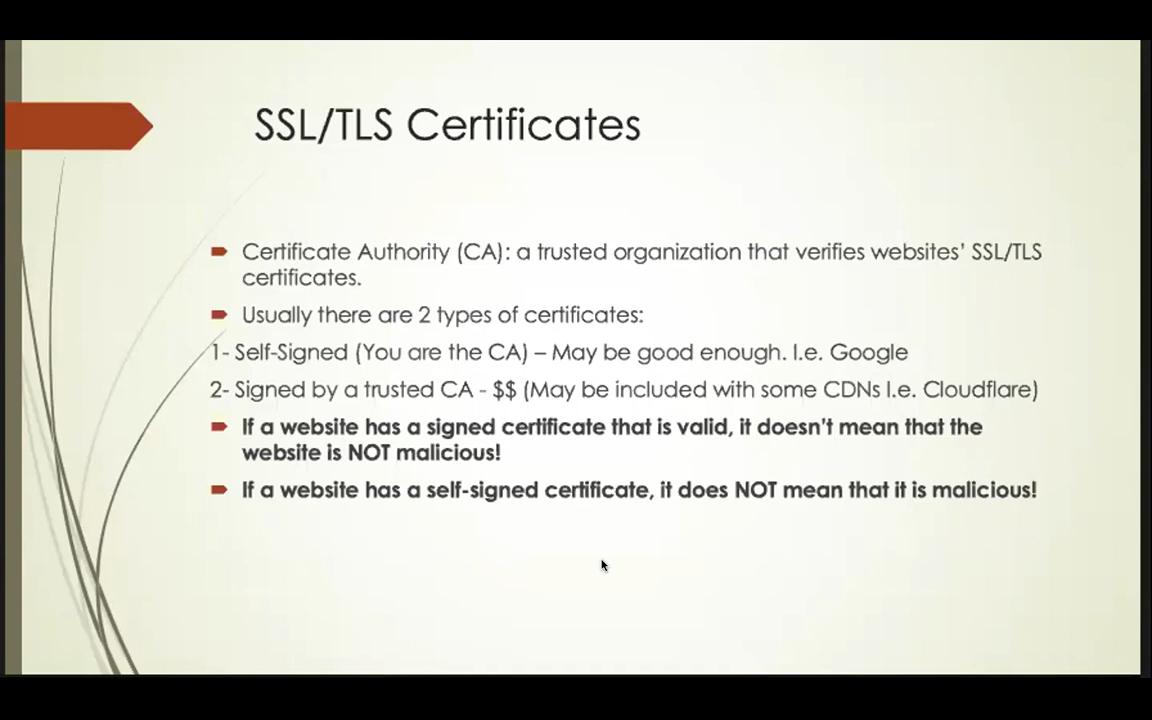 SSL/TLS Certificates
Certificate Authority (CA): a trusted organization that verifies websites' SSL/TLS
certificates.
Usually there are 2 types of certificates:
1- Self-Signed (You are the CA) – May be good enough. I.e. Google
2- Signed by a trusted CA - $$ (May be included with some CDNs I.e. Cloudflare)
If a website has a signed certificate that is valid, it doesn't mean that the
website is NOT malicious!
If a website has a self-signed certificate, it does NOT mean that it is malicious!